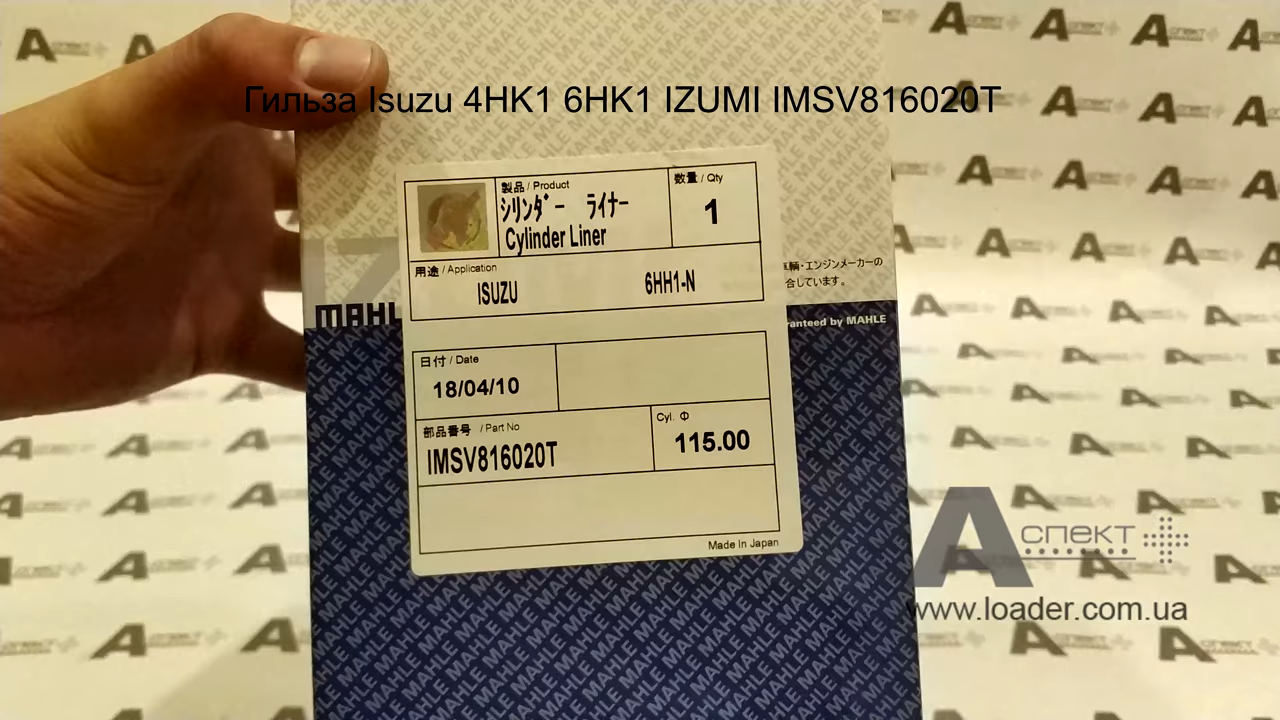 Гильза Isuzu 4HK1 6HK1 IZUMI IMSV816020T
製品 / Product
シリンダー ライナー
Cylinder Liner
数量 / Qty
1
用途 / Application
ISUZU 6HH1-N
車輌・エンジンメーカーの
合しています。
MAHL
ranteed by MAHLE
日付 / Date
18/04/10
部品番号 / Part No
IMSV816020T
Cyl. Φ
115.00
Made In Japan
Аспект
www.loader.com.ua